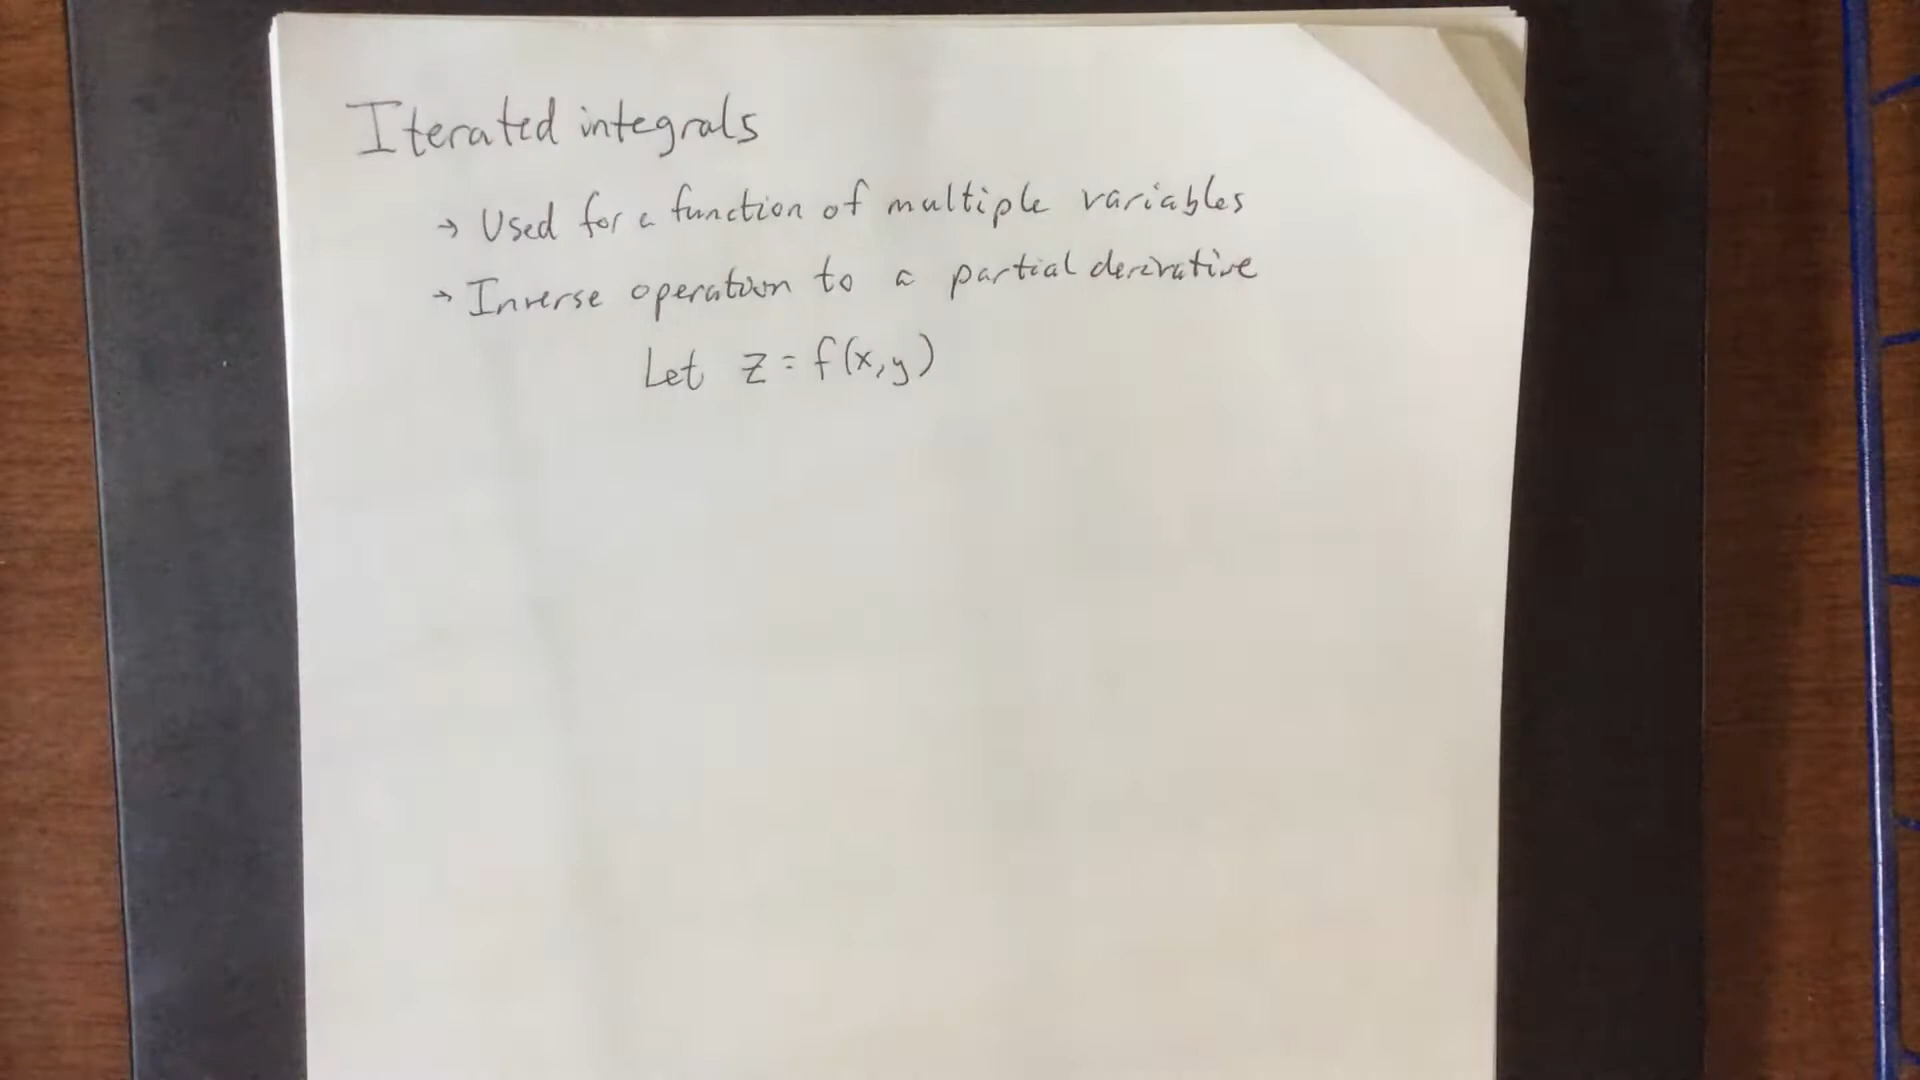 Iterated integrals
→ Used for a function of multiple variables
→ Inverse operation to a partial derivative
Let z = f(x,y)